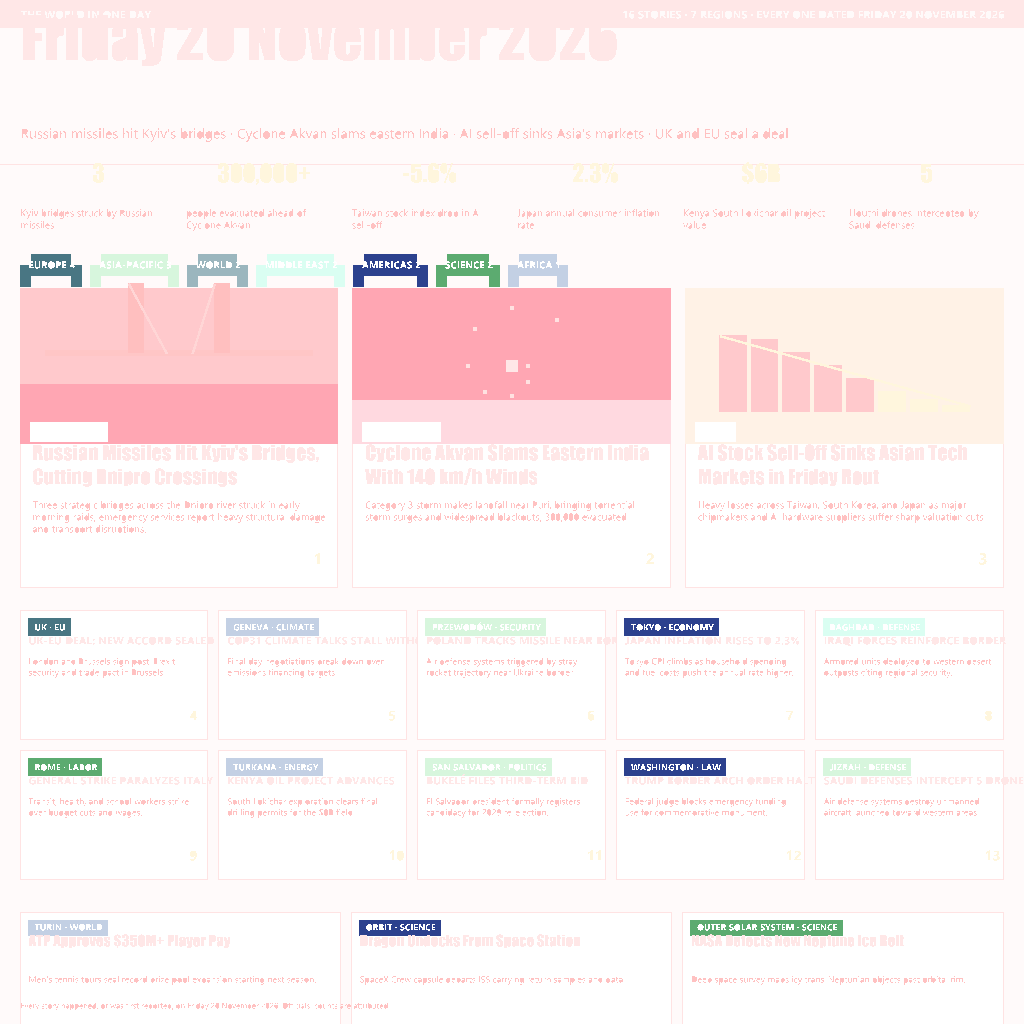 THE WORLD IN ONE DAY
16 STORIES · 7 REGIONS · EVERY ONE DATED FRIDAY 20 NOVEMBER 2026
Friday 20 November 2026
Russian missiles hit Kyiv's bridges · Cyclone Akvan slams eastern India · AI sell-off sinks Asia's markets · UK and EU seal a deal
3
300,000+
2.3%
5
Kyiv bridges struck by Russian
missiles
people evacuated ahead of
Cyclone Akvan
Taiwan stock index drop in A
sell-off
Japan annual consumer inflation
rate
Kenya South Lokichar oil project
value
Houthi drones intercepted by
Saudi defenses
EUROPE 4
ASIA-PACIFIC
WORLD 2
MIDDLE EAST
AMERICAS 2
SCIENCE 2
AFRICA
Russian Missiles Hit Kyiv's Bridges,
Cutting Dnipro Crossings
Three strategic bridges across the Dnipro river struck in early
morning raids, emergency services report heavy structural damage
and transport disruptions.
1
Cyclone Akvan Slams Eastern India
With 140 km/h Winds
Category 3 storm makes landfall near Puri, bringing torrential
storm surges and widespread blackouts, 300,000 evacuated
2
AI Stock Sell-Off Sinks Asian Tech
Markets in Friday Rout
Heavy losses across Taiwan, South Korea, and Japan as major
chipmakers and AI hardware suppliers suffer sharp valuation cuts
3
UK · EU
UK-EU DEAL: NEW ACCORD SEALED
London and Brussels sign post-Brexit
security and trade pact in Brussels
4
GENEVA · CLIMATE
COP31 CLIMATE TALKS STALL WITH
Final day negotiations break down over
emissions financing targets
5
PRZEWODOW · SECURITY
POLAND TRACKS MISSILE NEAR BOR
Air defense systems triggered by stray
rocket trajectory near Ukraine border
6
TOKYO · ECONOMY
JAPAN INFLATION RISES TO 2.3%
Tokyo CPI climbs as household spending
and fuel costs push the annual rate higher.
7
BAGHDAD · DEFENSE
IRAQI FORCES REINFORCE BORDER
Armored units deployed to western desert
outposts citing regional security.
8
ROME · LABOR
GENERAL STRIKE PARALYZES ITALY
Transit, health, and school workers strike
over budget cuts and wages.
9
TURKANA · ENERGY
KENYA OIL PROJECT ADVANCES
South Lokichar exploration clears final
drilling permits for the $6B field
10
SAN SALVADOR · POLITICS
BUKELE FILES THIRD-TERM BID
El Salvador president formally registers
candidacy for 2029 re-election.
11
WASHINGTON · LAW
TRUMP BORDER ARCH ORDER HALT
Federal judge blocks emergency funding
use for commemorative monument.
12
JIZRAH · DEFENSE
SAUDI DEFENSES INTERCEPT 5 DRONE
Air defense systems destroy unmanned
aircraft launched toward western areas
13
TURIN · WORLD
ATP Approves $350M+ Player Pay
Men's tennis tours seal record prize pool expansion starting next season.
ORBIT · SCIENCE
Dragon Undocks From Space Station
SpaceX Crew capsule departs ISS carrying return samples and data
OUTER SOLAR SYSTEM · SCIENCE
NASA Detects New Neptune Ice Belt
Deep space survey maps icy trans-Neptunian objects past orbital rim.
Every story happened, or was first reported, on Friday 20 November 2026. Officials' counts are attributed